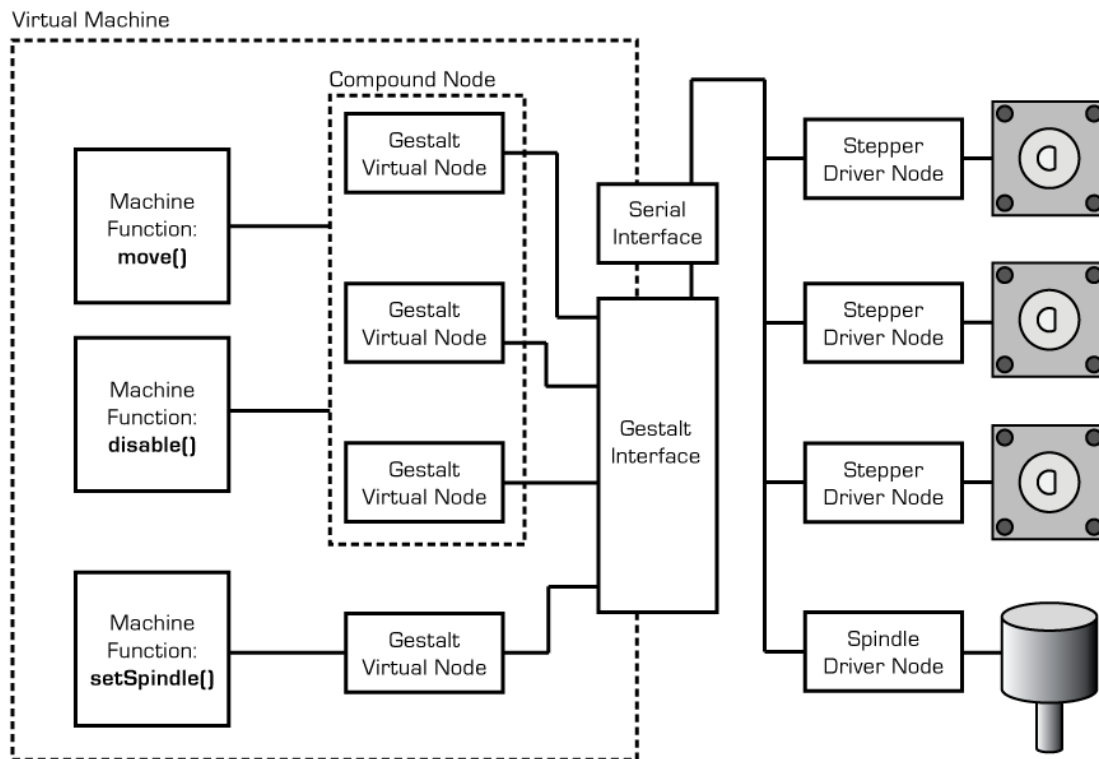 Virtual Machine
Compound Node
Gestalt
Virtual Node
Machine
Function:
move()
Gestalt
Virtual Node
Machine
Function:
disable()
Gestalt
Virtual Node
Machine
Function:
setSpindle()
Gestalt
Virtual Node
Serial
Interface
Gestalt
Interface
Stepper
Driver Node
Stepper
Driver Node
Stepper
Driver Node
Spindle
Driver Node